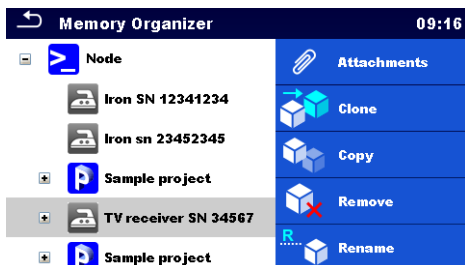 Memory Organizer 09:16
Node
Iron SN 12341234
Iron sn 23452345
Sample project
TV receiver SN 34567
Sample project
Attachments
Clone
Copy
Remove
R
Rename